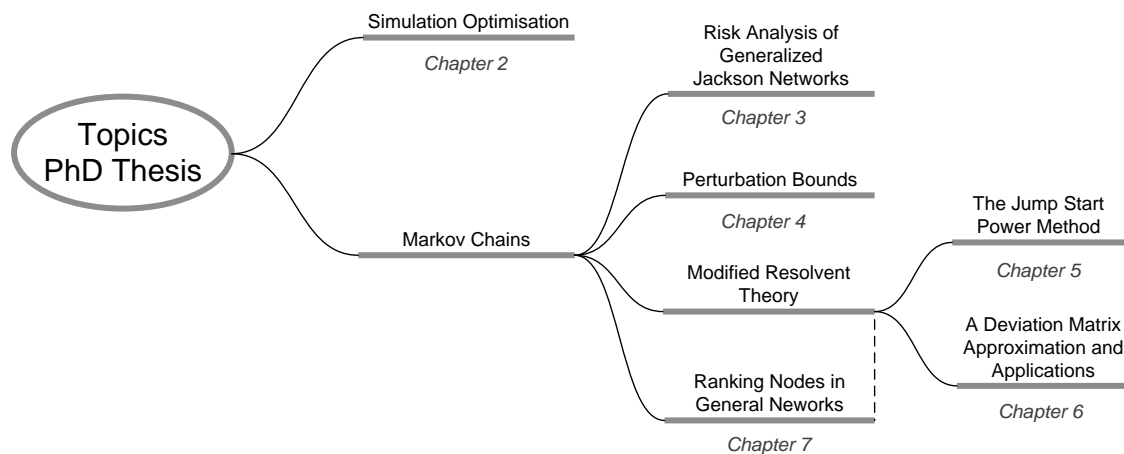 Topics
PhD Thesis
Simulation Optimisation
Chapter 2
Markov Chains
Risk Analysis of
Generalized
Jackson Networks
Chapter 3
Perturbation Bounds
Chapter 4
Modified Resolvent
Theory
The Jump Start
Power Method
Chapter 5
A Deviation Matrix
Approximation and
Applications
Chapter 6
Ranking Nodes in
General Neworks
Chapter 7